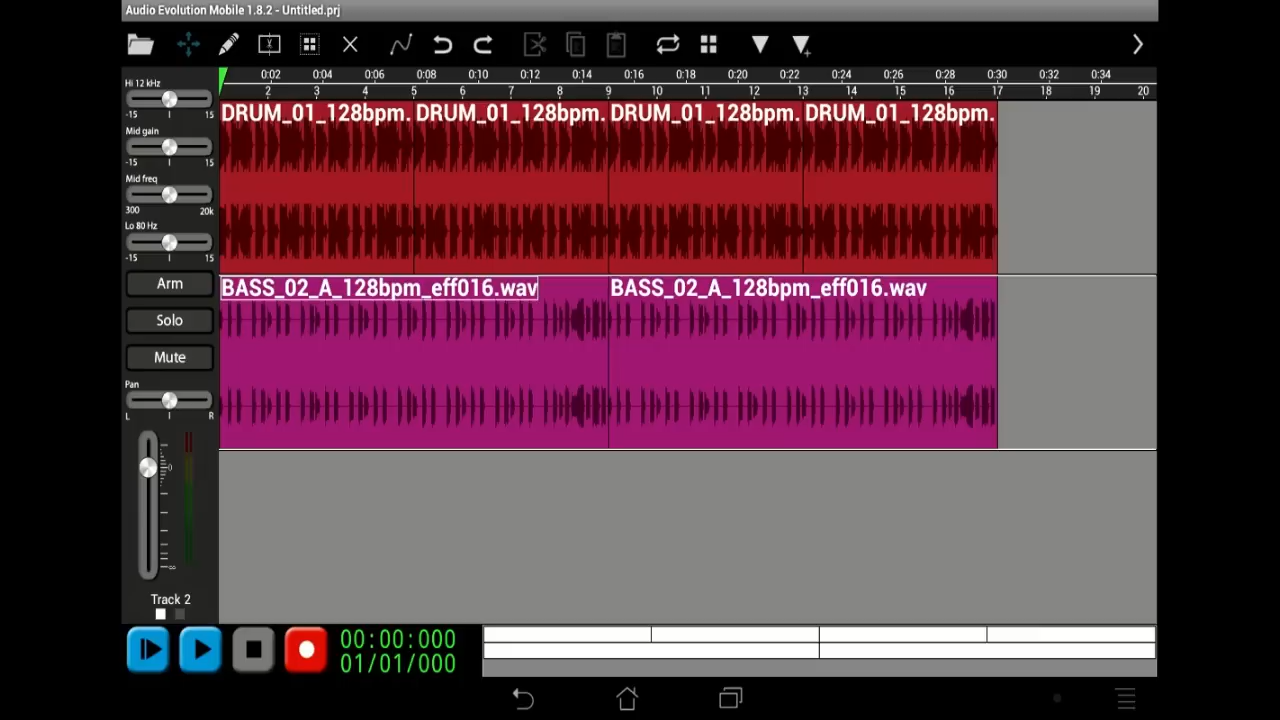 Audio Evolution Mobile 1.8.2 - Untitled.prj
0:02 0:04 0:06 0:08 0:10 0:12 0:14 0:16 0:18 0:20 0:22 0:24 0:26 0:28 0:30 0:32 0:34
2 3 4 5 6 7 8 9 10 11 12 13 14 15 16 17 18 19 20
Hi 12 kHz
-15 I 15
Mid gain
-15 I 15
Mid freq
300 20k
Lo 80 Hz
-15 I 15
Arm
Solo
Mute
Pan
L I R
0
∞
Track 2
DRUM_01_128bpm. DRUM_01_128bpm. DRUM_01_128bpm. DRUM_01_128bpm.
BASS_02_A_128bpm_eff016.wav BASS_02_A_128bpm_eff016.wav
00:00:000
01/01/000